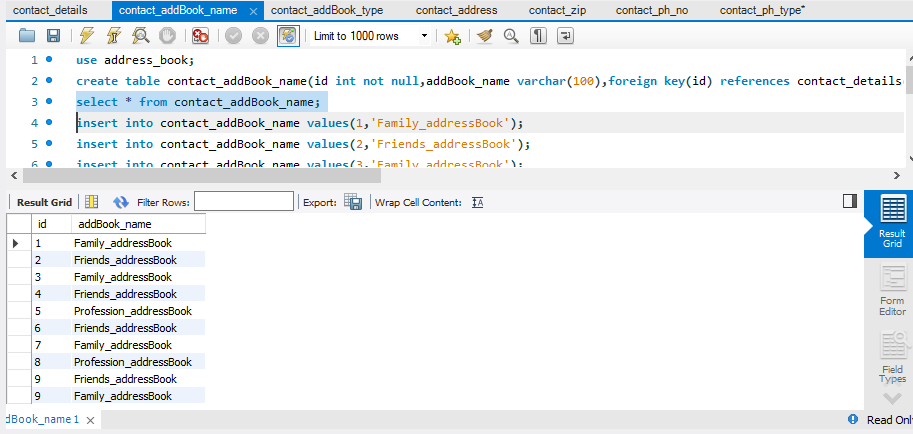 contact_details contact_addBook_name contact_addBook_type contact_address contact_zip contact_ph_no contact_ph_type*
Limit to 1000 rows
1 use address_book;
2 create table contact_addBook_name(id int not null,addBook_name varchar(100),foreign key(id) references contact_details
3 select * from contact_addBook_name;
4 insert into contact_addBook_name values(1,'Family_addressBook');
5 insert into contact_addBook_name values(2,'Friends_addressBook');
6 insert into contact_addBook_name values(3,'Family_addressBook');
Result Grid Filter Rows: Export: Wrap Cell Content: IA
id addBook_name
1 Family_addressBook
2 Friends_addressBook
3 Family_addressBook
4 Friends_addressBook
5 Profession_addressBook
6 Friends_addressBook
7 Family_addressBook
8 Profession_addressBook
9 Friends_addressBook
9 Family_addressBook
Result
Grid
Form
Editor
Field
Types
dBook_name 1
Read Onl